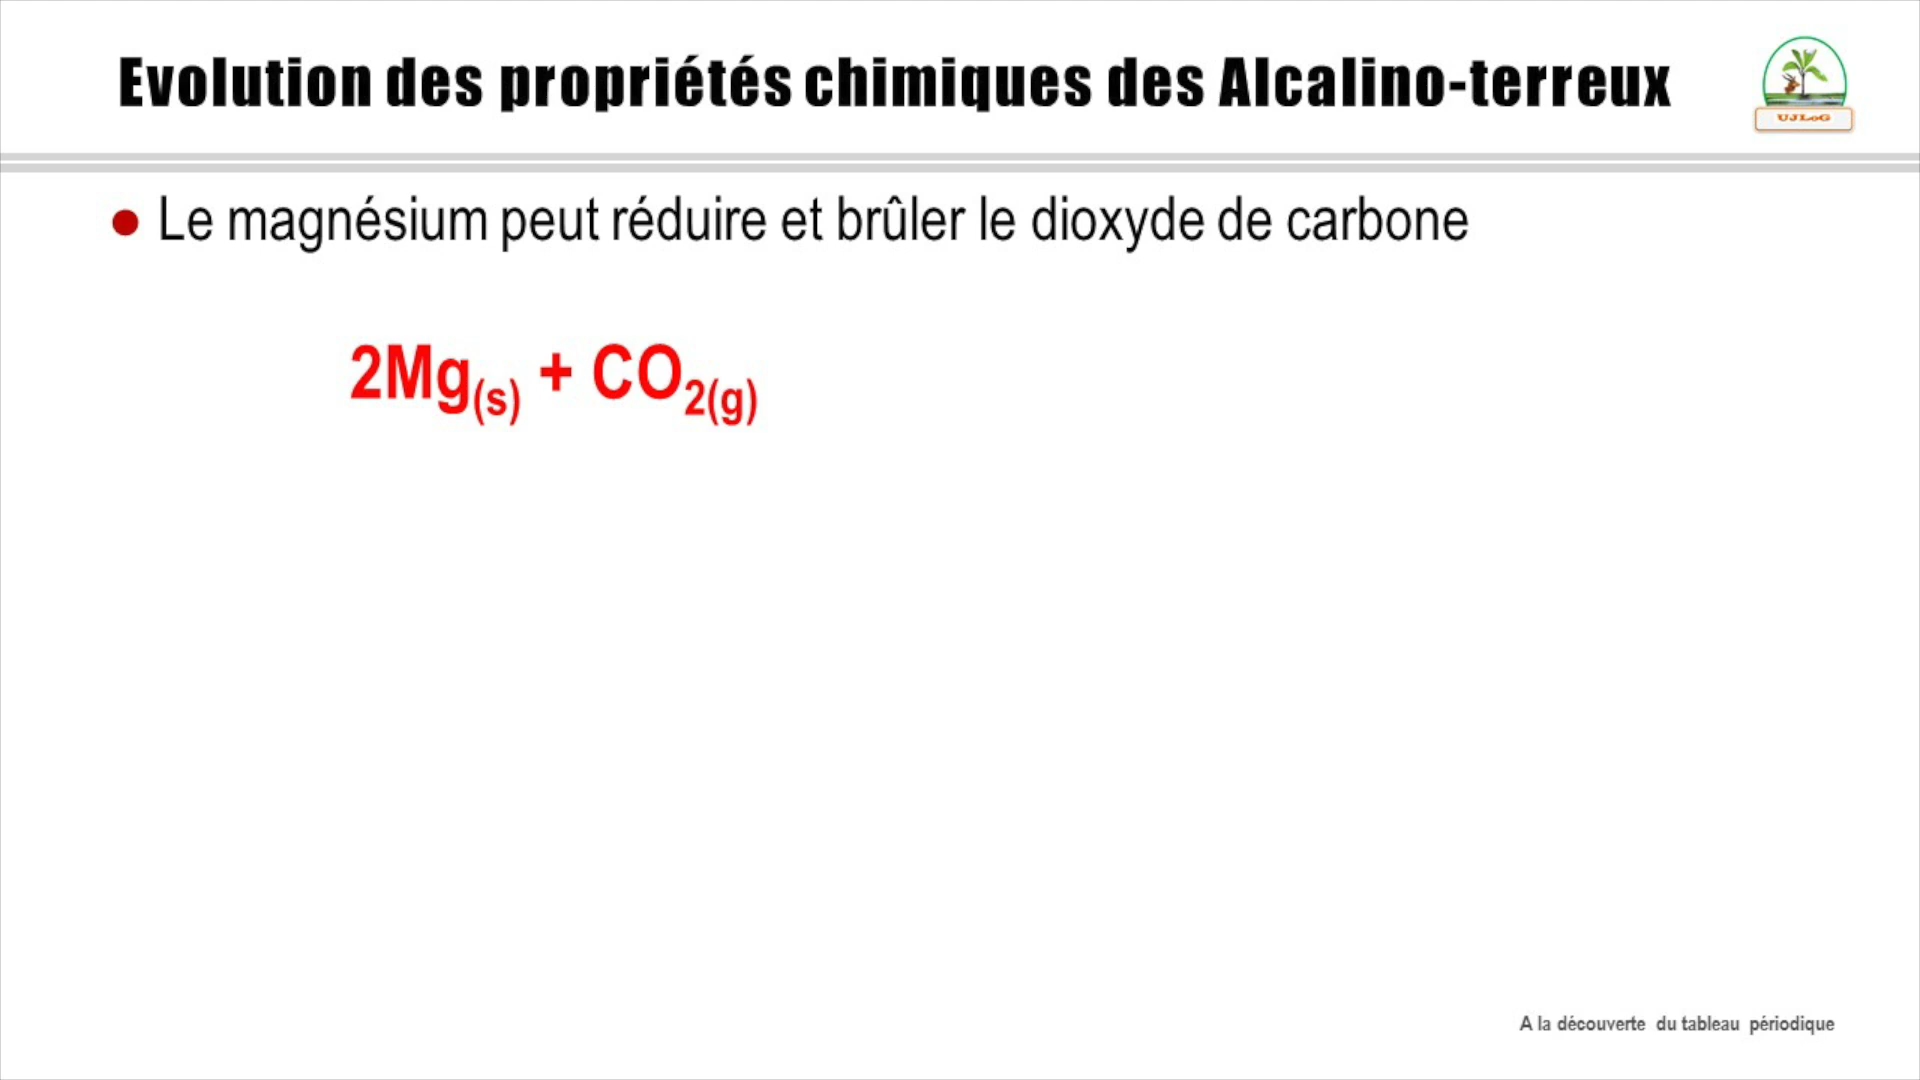 Evolution des propriétés chimiques des Alcalino-terreux
UJLoG
Le magnésium peut réduire et brûler le dioxyde de carbone
2Mg(s) + CO2(g)
A la découverte du tableau périodique